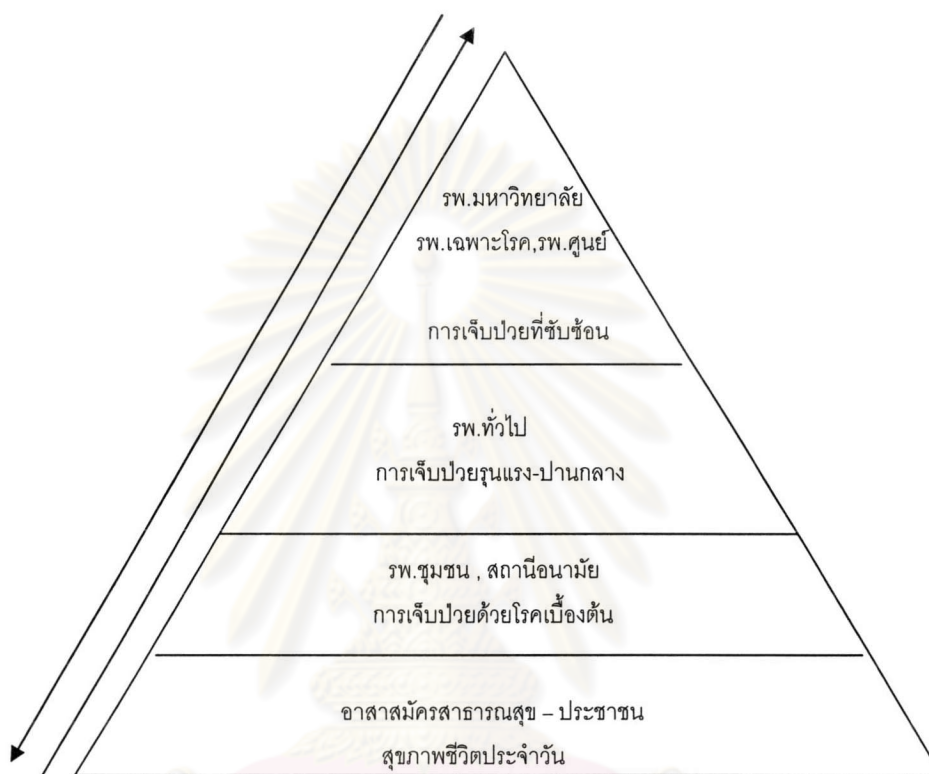 รพ.มหาวิทยาลัย
รพ.เฉพาะโรค,รพ.ศูนย์
การเจ็บป่วยที่ซับซ้อน
รพ.ทั่วไป
การเจ็บป่วยรุนแรง-ปานกลาง
รพ.ชุมชน , สถานีอนามัย
การเจ็บป่วยด้วยโรคเบื้องต้น
อาสาสมัครสาธารณสุข – ประชาชน
สุขภาพชีวิตประจำวัน